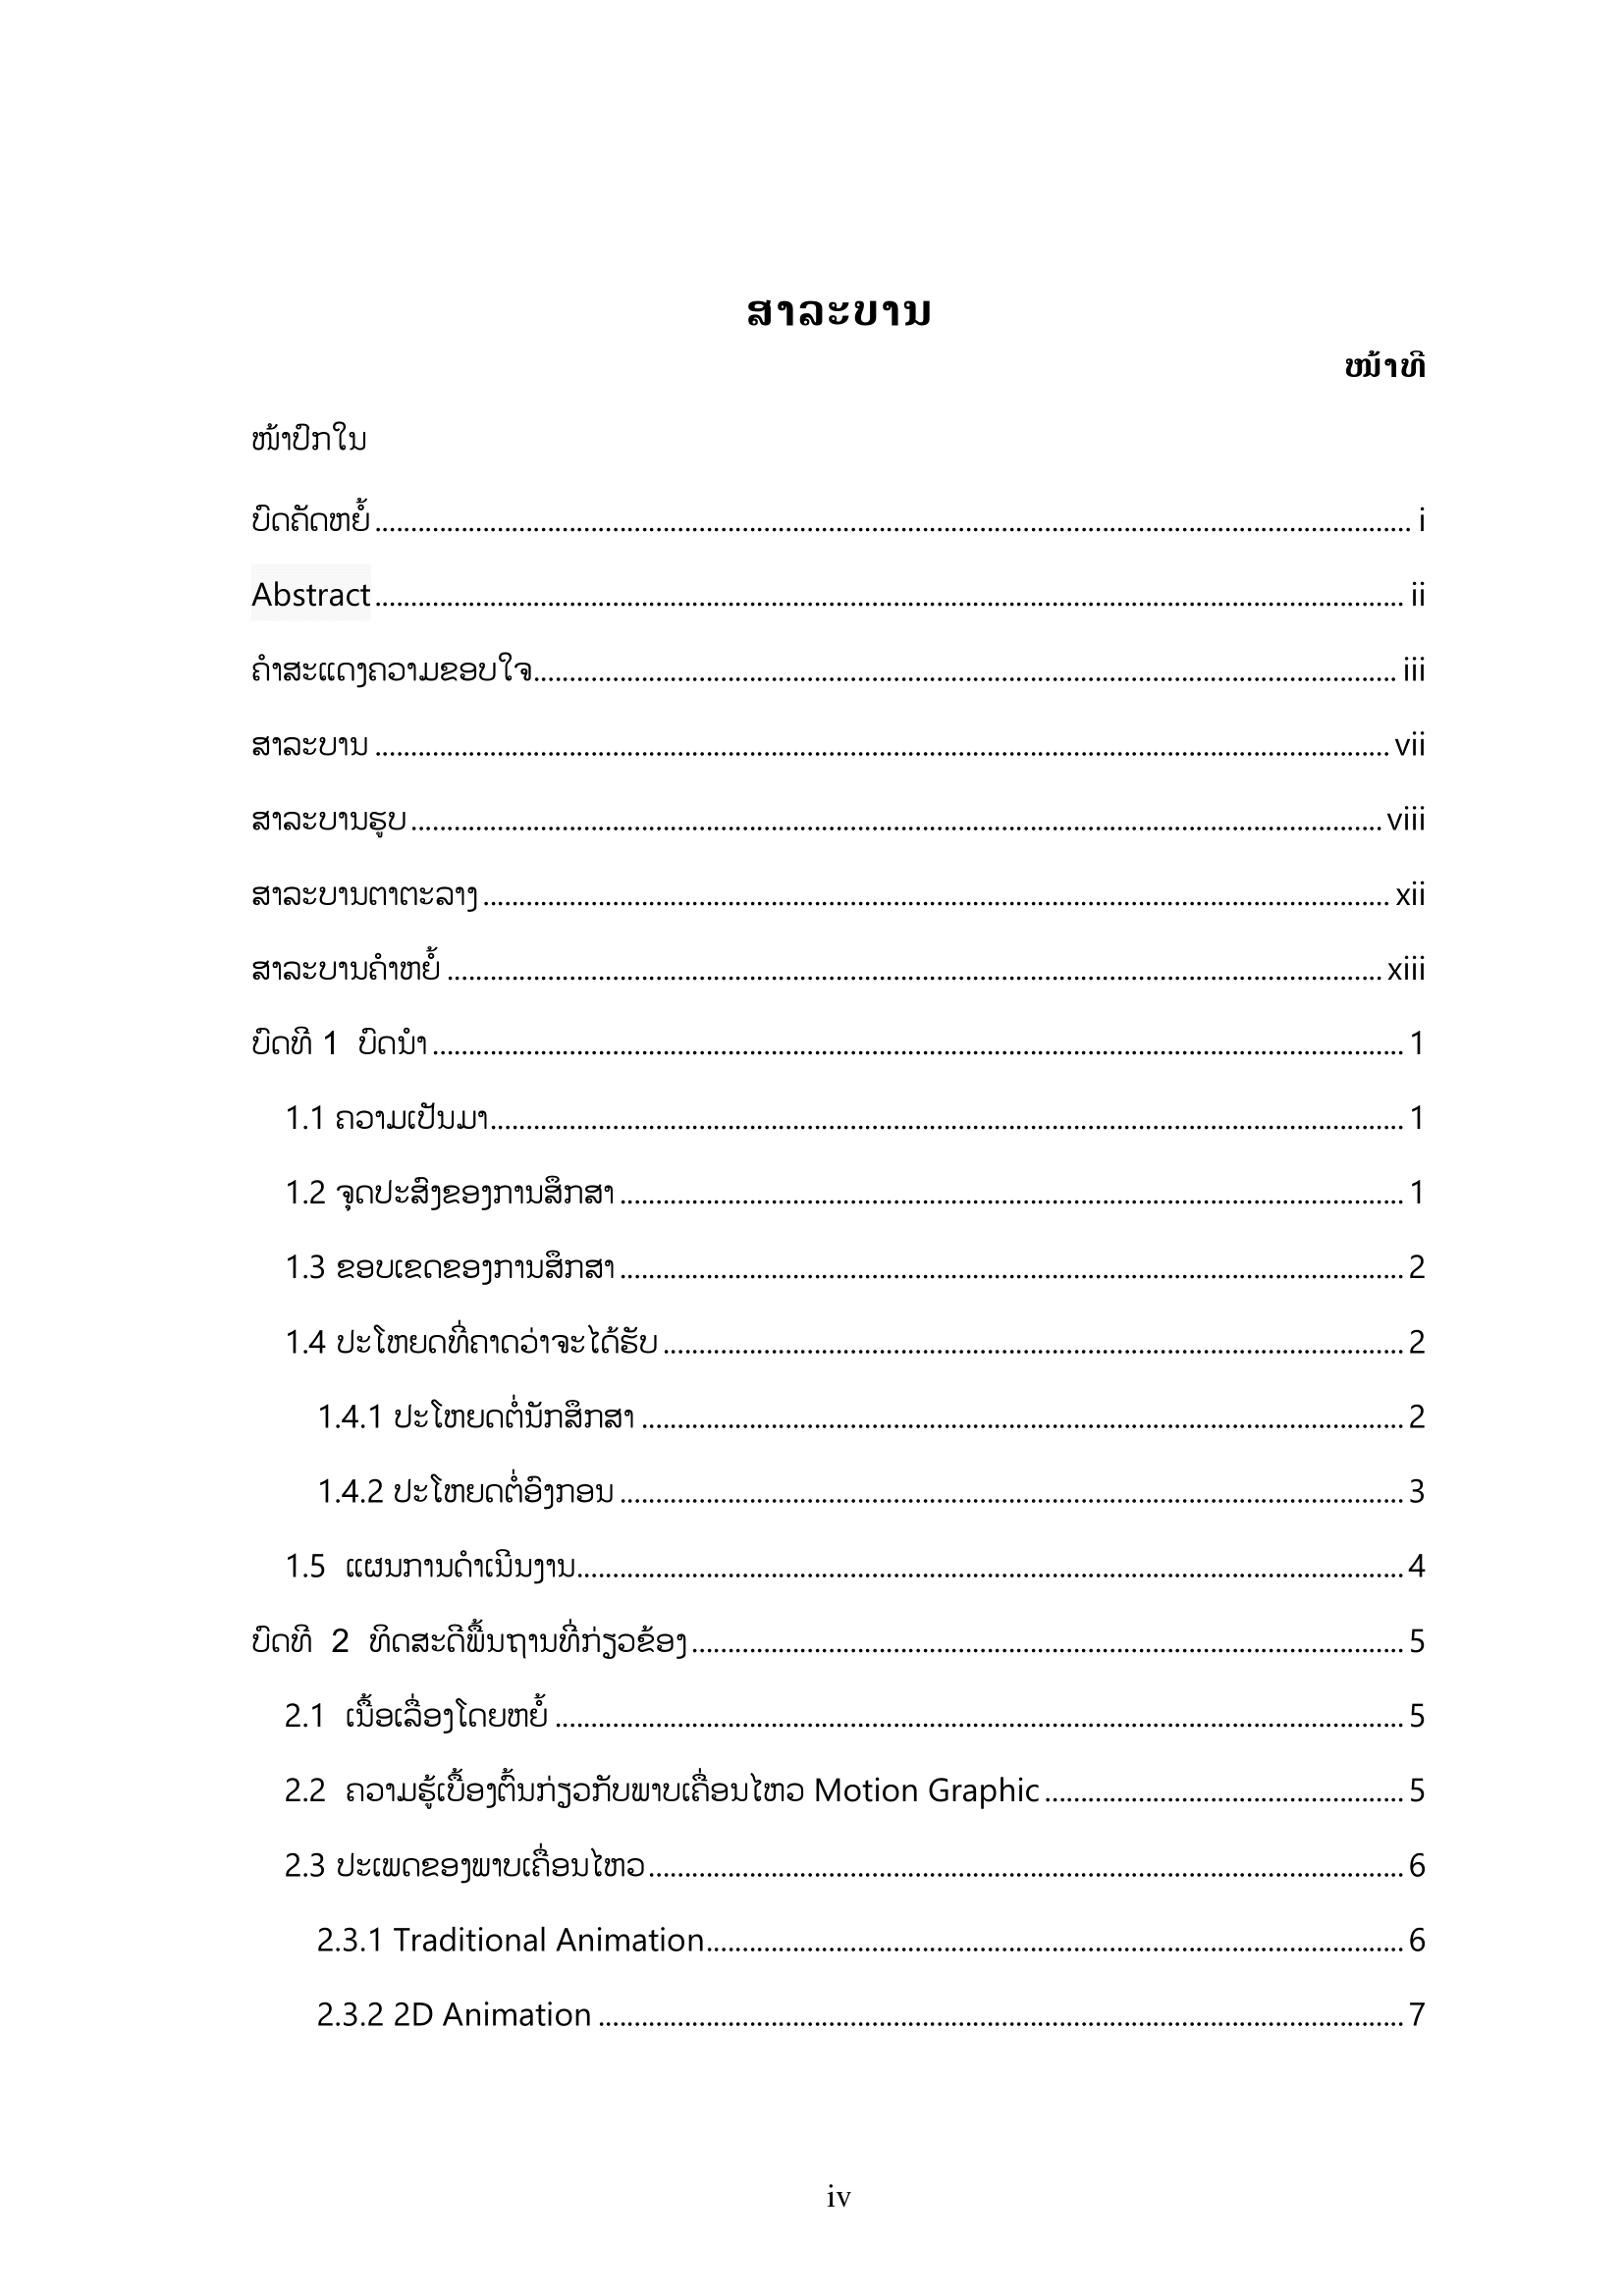 ສາລະບານ
ໜ້າທີ
ໜ້າປົກໃນ
ບົດຄັດຫຍໍ້ i
Abstract ii
ຄຳສະແດງຄວາມຂອບໃຈ iii
ສາລະບານ vii
ສາລະບານຮູບ viii
ສາລະບານຕາຕະລາງ xii
ສາລະບານຄຳຫຍໍ້ xiii
ບົດທີ 1 ບົດນຳ 1
1.1 ຄວາມເປັນມາ 1
1.2 ຈຸດປະສົງຂອງການສຶກສາ 1
1.3 ຂອບເຂດຂອງການສຶກສາ 2
1.4 ປະໂຫຍດທີ່ຄາດວ່າຈະໄດ້ຮັບ 2
1.4.1 ປະໂຫຍດຕໍ່ນັກສຶກສາ 2
1.4.2 ປະໂຫຍດຕໍ່ອົງກອນ 3
1.5 ແຜນການດຳເນີນງານ 4
ບົດທີ 2 ທິດສະດີພື້ນຖານທີ່ກ່ຽວຂ້ອງ 5
2.1 ເນື້ອເລື່ອງໂດຍຫຍໍ້ 5
2.2 ຄວາມຮູ້ເບື້ອງຕົ້ນກ່ຽວກັບພາບເຄື່ອນໄຫວ Motion Graphic 5
2.3 ປະເພດຂອງພາບເຄື່ອນໄຫວ 6
2.3.1 Traditional Animation 6
2.3.2 2D Animation 7
iv